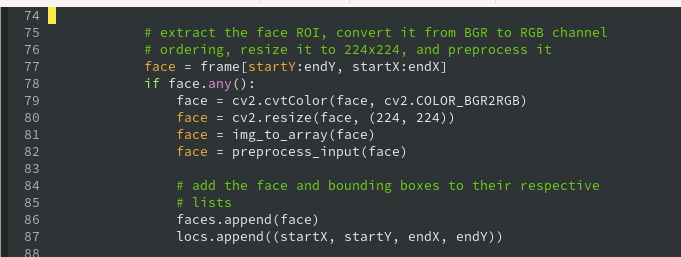 74
75 # extract the face ROI, convert it from BGR to RGB channel
76 # ordering, resize it to 224x224, and preprocess it
77 face = frame[startY:endY, startX:endX]
78 if face.any():
79 face = cv2.cvtColor(face, cv2.COLOR_BGR2RGB)
80 face = cv2.resize(face, (224, 224))
81 face = img_to_array(face)
82 face = preprocess_input(face)
83
84 # add the face and bounding boxes to their respective
85 # lists
86 faces.append(face)
87 locs.append((startX, startY, endX, endY))
88